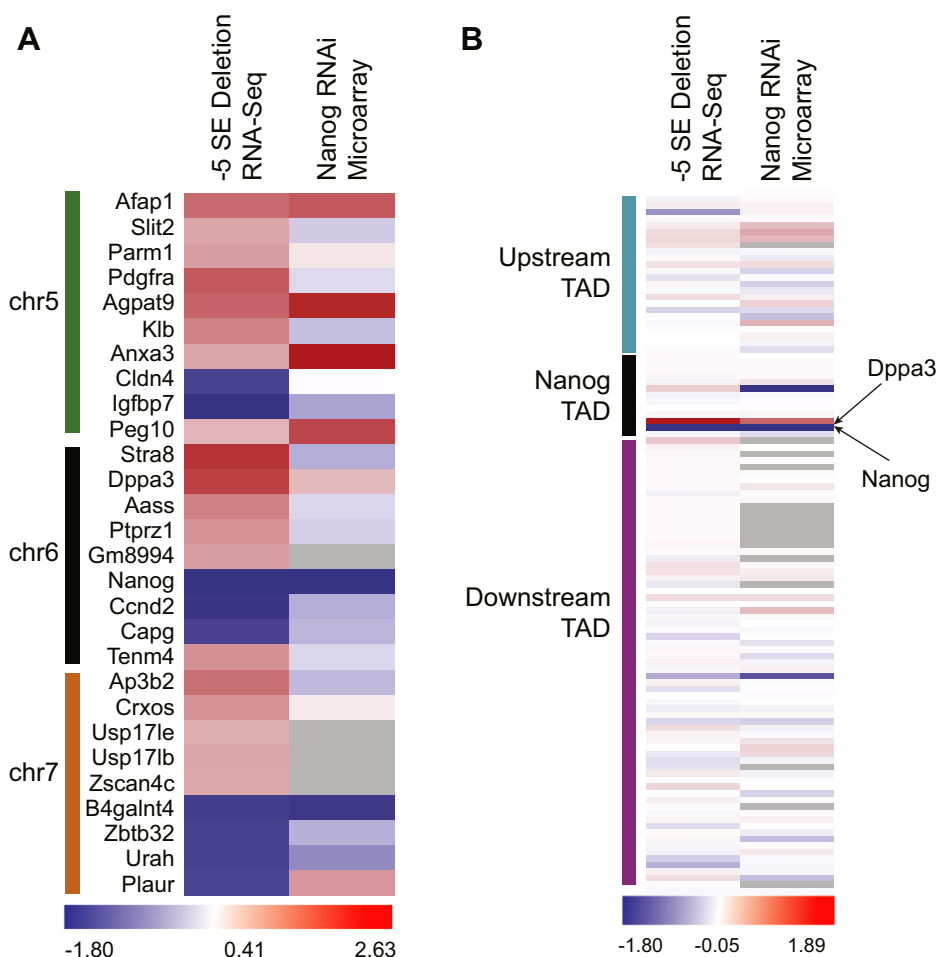 A
-5 SE Deletion
RNA-Seq
Nanog RNAi
Microarray
chr5
Afap1
Slit2
Parm1
Pdgfra
Agpat9
Klb
Anxa3
Cldn4
Igfbp7
Peg10
chr6
Stra8
Dppa3
Aass
Ptprz1
Gm8994
Nanog
Ccnd2
Capg
Tenm4
chr7
Ap3b2
Crxos
Usp17le
Usp17lb
Zscan4c
B4galnt4
Zbtb32
Urah
Plaur
-1.80 0.41 2.63
B
-5 SE Deletion
RNA-Seq
Nanog RNAi
Microarray
Upstream
TAD
Nanog
TAD
Dppa3
Nanog
Downstream
TAD
-1.80 -0.05 1.89